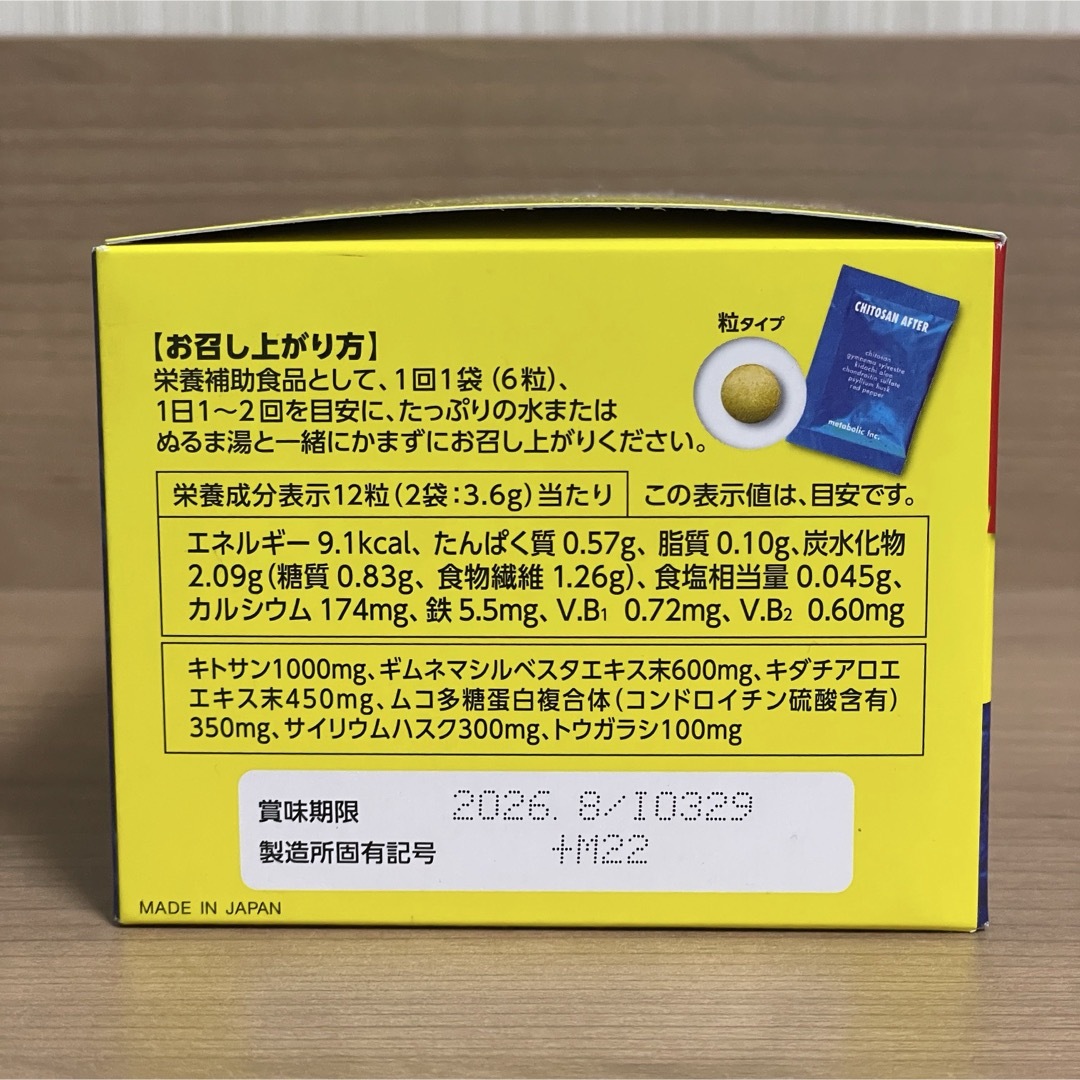 【お召し上がり方】
栄養補助食品として、1回1袋（6粒）、
1日1〜2回を目安に、たっぷりの水または
ぬるま湯と一緒にかまずにお召し上がりください。
粒タイプ
CHITOSAN AFTER
chitosan
gymnema sylvestre
kidachi aloe
chondroitin sulfate
psyllium husk
red pepper
metabolic Inc.
栄養成分表示12粒（2袋：3.6g）当たり この表示値は、目安です。
エネルギー 9.1kcal、たんぱく質 0.57g、脂質 0.10g、炭水化物
2.09g（糖質 0.83g、食物繊維 1.26g）、食塩相当量 0.045g、
カルシウム 174mg、鉄 5.5mg、V.B₁ 0.72mg、V.B₂ 0.60mg
キトサン1000mg、ギムネマシルベスタエキス末600mg、キダチアロエ
エキス末450mg、ムコ多糖蛋白複合体（コンドロイチン硫酸含有）
350mg、サイリウムハスク300mg、トウガラシ100mg
賞味期限 2026. 8/I0329
製造所固有記号 +M22
MADE IN JAPAN